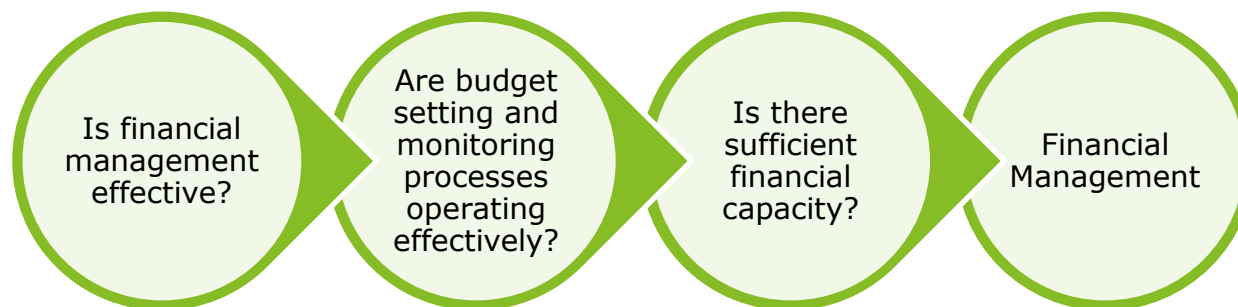 Is financial
management
effective?
Are budget
setting and
monitoring
processes
operating
effectively?
Is there
sufficient
financial
capacity?
Financial
Management